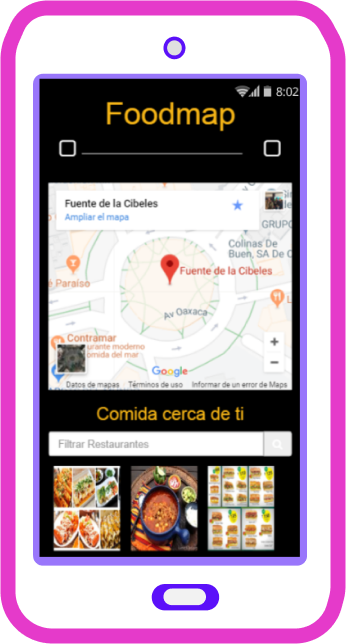 8:02
Foodmap
Fuente de la Cibeles
Ampliar el mapa
GRUPO
Colinas De
Buen, SA De C
Paraíso
Fuente de la Cibeles
Av Oaxaca
Contramar
urante moderno
omida del mar
+
−
Google
Datos de mapas Términos de uso Informar de un error de Maps
Comida cerca de ti
Filtrar Restaurantes